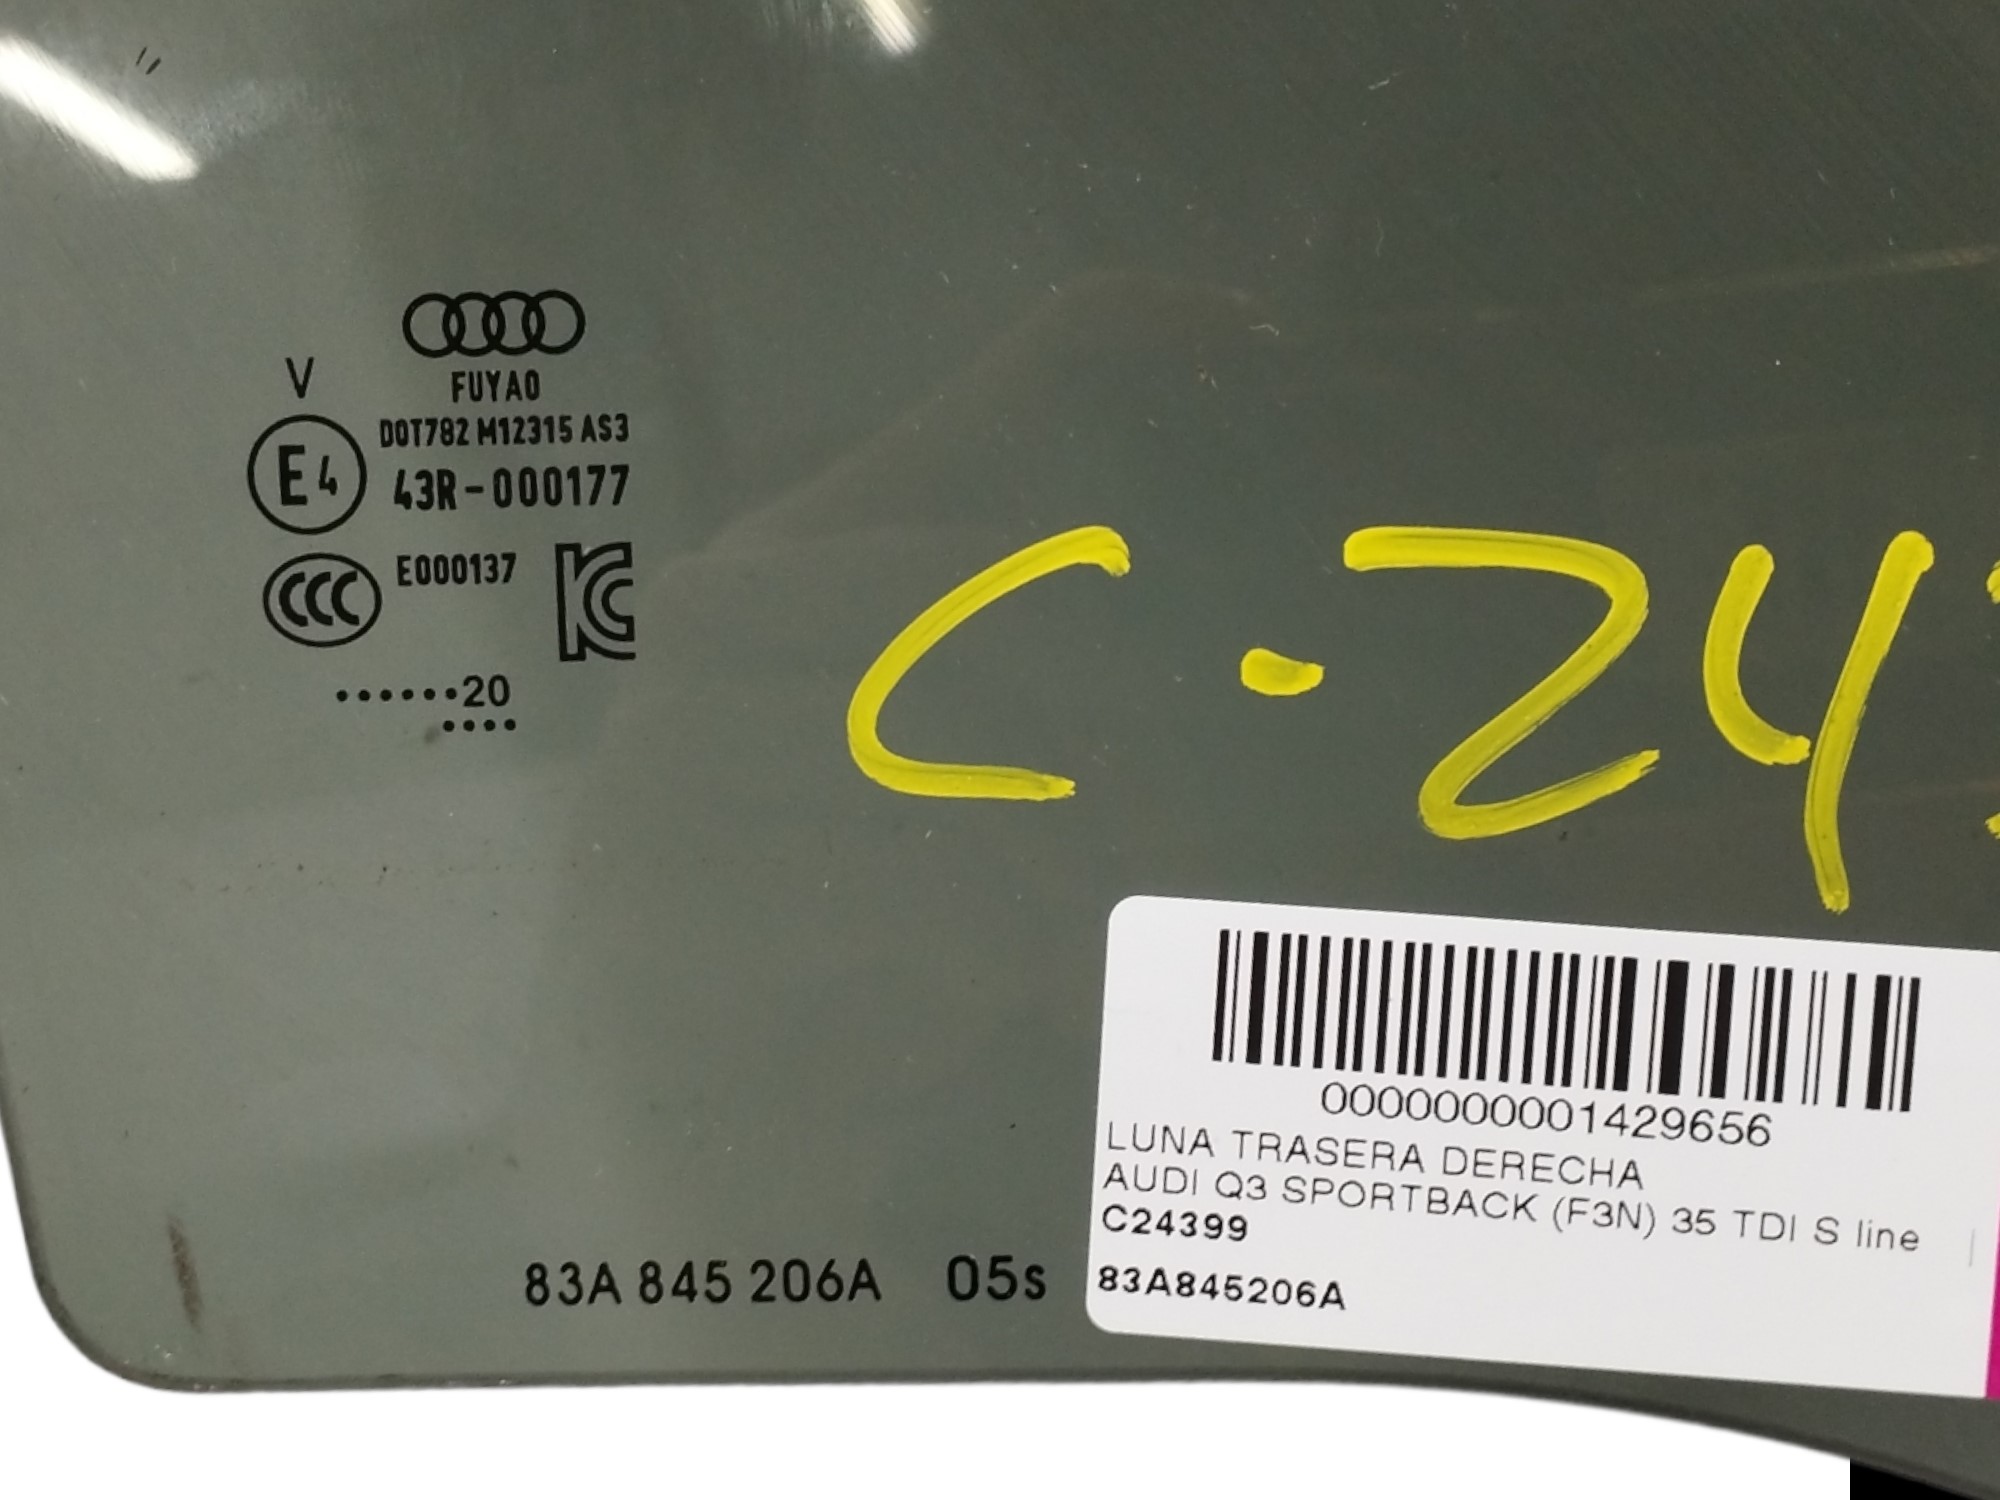 V
FUYAO
DOT782 M12315 AS3
E4
43R-000177
CCC
E000137
KC
......20
....
C-24
0000000001429656
LUNA TRASERA DERECHA
AUDI Q3 SPORTBACK (F3N) 35 TDI S line
C24399
83A845206A
83A 845 206A 05s